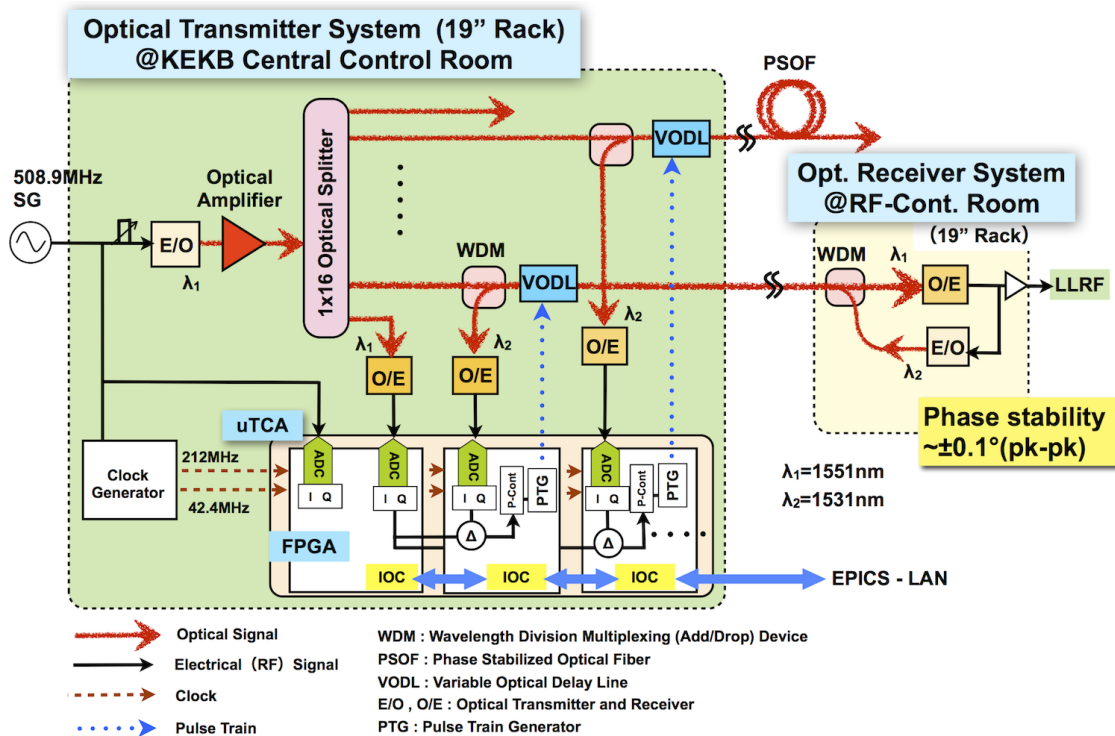 Optical Transmitter System (19” Rack)
@KEKB Central Control Room
PSOF
VODL
508.9MHz
SG
Optical
Amplifier
1x16 Optical Splitter
Opt. Receiver System
@RF-Cont. Room
(19” Rack)
E/O
λ1
WDM
VODL
WDM
λ1
O/E
LLRF
λ1
λ2
λ2
O/E
O/E
O/E
E/O
λ2
uTCA
Phase stability
~±0.1°(pk-pk)
Clock
Generator
212MHz
42.4MHz
ADC
ADC
ADC
ADC
I Q
I Q
I Q
I Q
P-Cont
PTG
P-Cont
PTG
Δ
Δ
λ1=1551nm
λ2=1531nm
FPGA
IOC
IOC
IOC
EPICS - LAN
Optical Signal
Electrical (RF) Signal
Clock
Pulse Train
WDM : Wavelength Division Multiplexing (Add/Drop) Device
PSOF : Phase Stabilized Optical Fiber
VODL : Variable Optical Delay Line
E/O , O/E : Optical Transmitter and Receiver
PTG : Pulse Train Generator